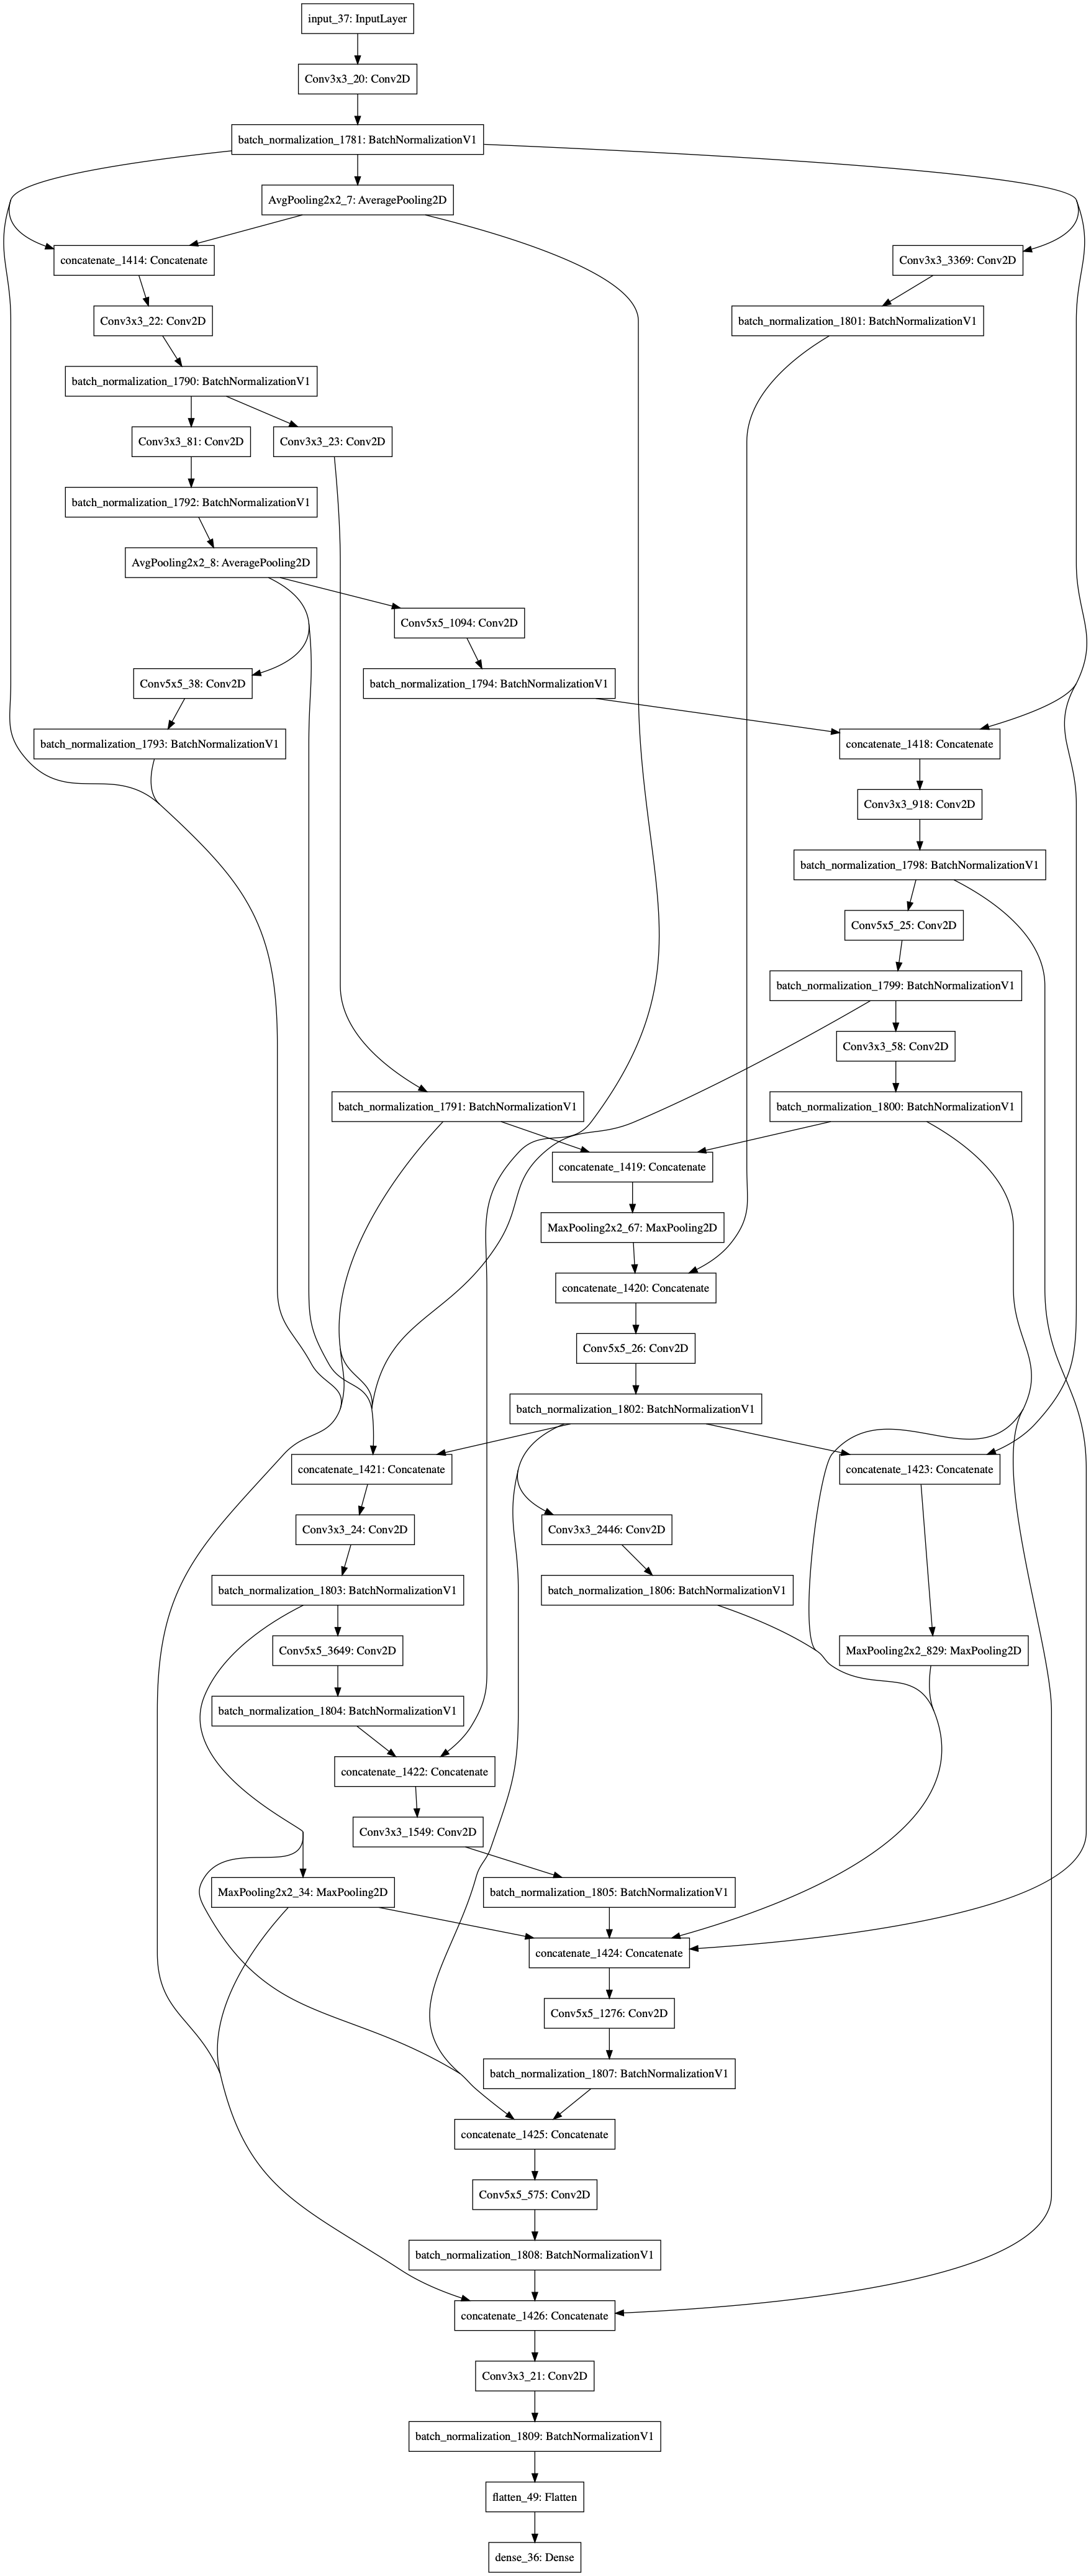 input_37: InputLayer
Conv3x3_20: Conv2D
batch_normalization_1781: BatchNormalizationV1
AvgPooling2x2_7: AveragePooling2D
concatenate_1414: Concatenate
Conv3x3_3369: Conv2D
Conv3x3_22: Conv2D
batch_normalization_1801: BatchNormalizationV1
batch_normalization_1790: BatchNormalizationV1
Conv3x3_81: Conv2D
Conv3x3_23: Conv2D
batch_normalization_1792: BatchNormalizationV1
AvgPooling2x2_8: AveragePooling2D
Conv5x5_1094: Conv2D
Conv5x5_38: Conv2D
batch_normalization_1794: BatchNormalizationV1
batch_normalization_1793: BatchNormalizationV1
concatenate_1418: Concatenate
Conv3x3_918: Conv2D
batch_normalization_1798: BatchNormalizationV1
Conv5x5_25: Conv2D
batch_normalization_1799: BatchNormalizationV1
Conv3x3_58: Conv2D
batch_normalization_1791: BatchNormalizationV1
batch_normalization_1800: BatchNormalizationV1
concatenate_1419: Concatenate
MaxPooling2x2_67: MaxPooling2D
concatenate_1420: Concatenate
Conv5x5_26: Conv2D
batch_normalization_1802: BatchNormalizationV1
concatenate_1421: Concatenate
concatenate_1423: Concatenate
Conv3x3_24: Conv2D
Conv3x3_2446: Conv2D
batch_normalization_1803: BatchNormalizationV1
batch_normalization_1806: BatchNormalizationV1
Conv5x5_3649: Conv2D
MaxPooling2x2_829: MaxPooling2D
batch_normalization_1804: BatchNormalizationV1
concatenate_1422: Concatenate
Conv3x3_1549: Conv2D
MaxPooling2x2_34: MaxPooling2D
batch_normalization_1805: BatchNormalizationV1
concatenate_1424: Concatenate
Conv5x5_1276: Conv2D
batch_normalization_1807: BatchNormalizationV1
concatenate_1425: Concatenate
Conv5x5_575: Conv2D
batch_normalization_1808: BatchNormalizationV1
concatenate_1426: Concatenate
Conv3x3_21: Conv2D
batch_normalization_1809: BatchNormalizationV1
flatten_49: Flatten
dense_36: Dense